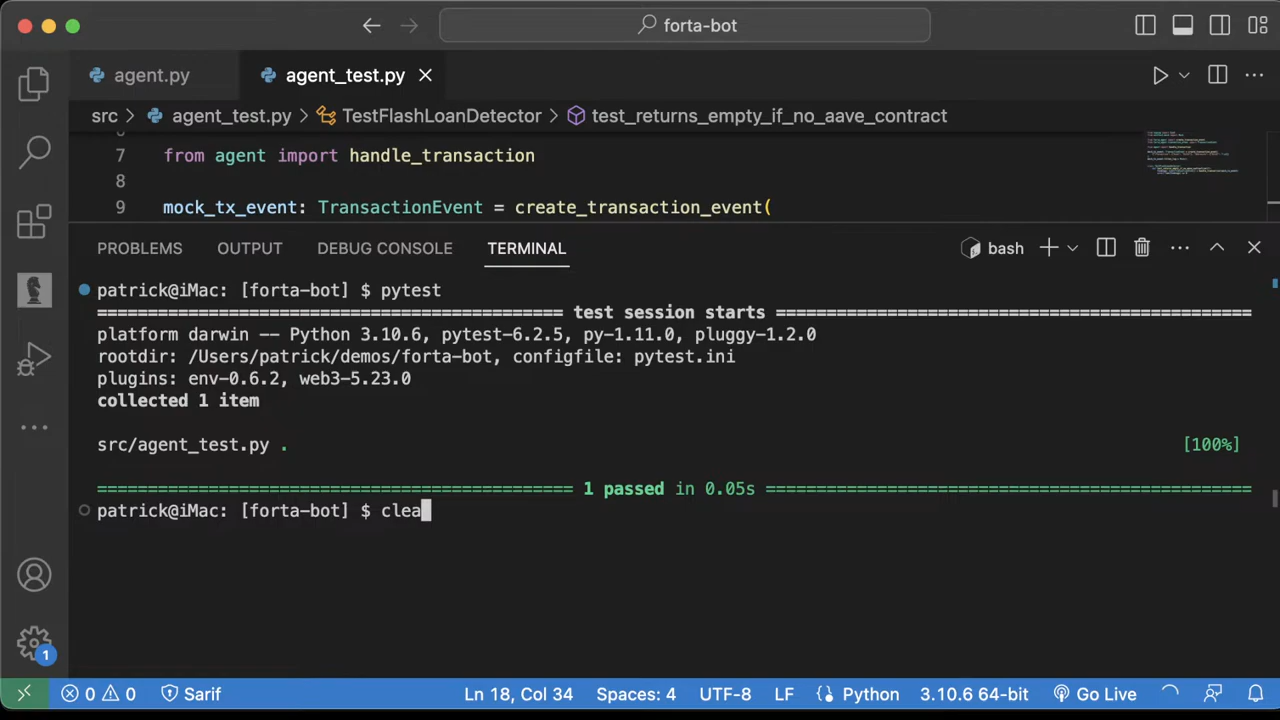 forta-bot
agent.py
agent_test.py
src > agent_test.py > TestFlashLoanDetector > test_returns_empty_if_no_aave_contract
7 from agent import handle_transaction
8
9 mock_tx_event: TransactionEvent = create_transaction_event(
PROBLEMS OUTPUT DEBUG CONSOLE TERMINAL bash
patrick@iMac: [forta-bot] $ pytest
============================================= test session starts =============================================
platform darwin -- Python 3.10.6, pytest-6.2.5, py-1.11.0, pluggy-1.2.0
rootdir: /Users/patrick/demos/forta-bot, configfile: pytest.ini
plugins: env-0.6.2, web3-5.23.0
collected 1 item
src/agent_test.py . [100%]
============================================== 1 passed in 0.05s ==============================================
patrick@iMac: [forta-bot] $ clea
1
0 0 Sarif Ln 18, Col 34 Spaces: 4 UTF-8 LF Python 3.10.6 64-bit Go Live